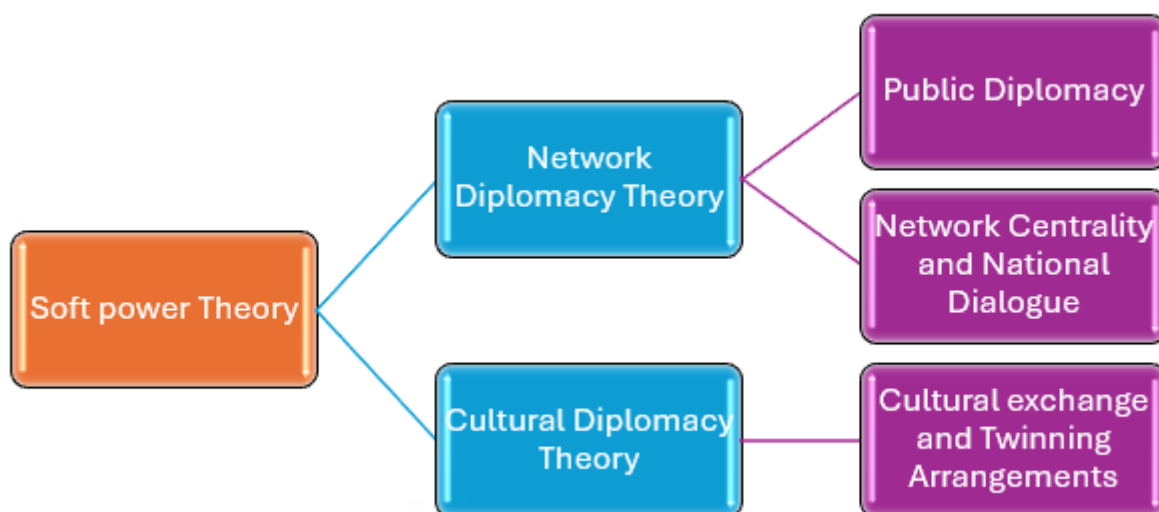 Soft power Theory
Network
Diplomacy Theory
Cultural Diplomacy
Theory
Public Diplomacy
Network Centrality
and National
Dialogue
Cultural exchange
and Twinning
Arrangements